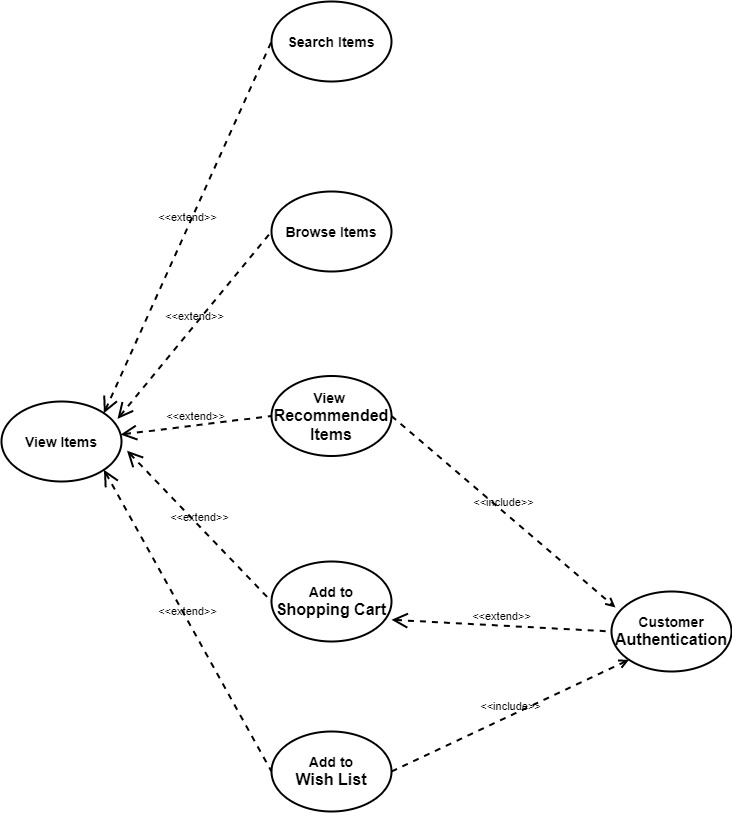 Search Items
<<extend>>
Browse Items
<<extend>>
View
Recommended
Items
<<extend>>
View Items
<<include>>
<<extend>>
Add to
Shopping Cart
<<extend>>
<<extend>>
Customer
Authentication
<<include>>
Add to
Wish List